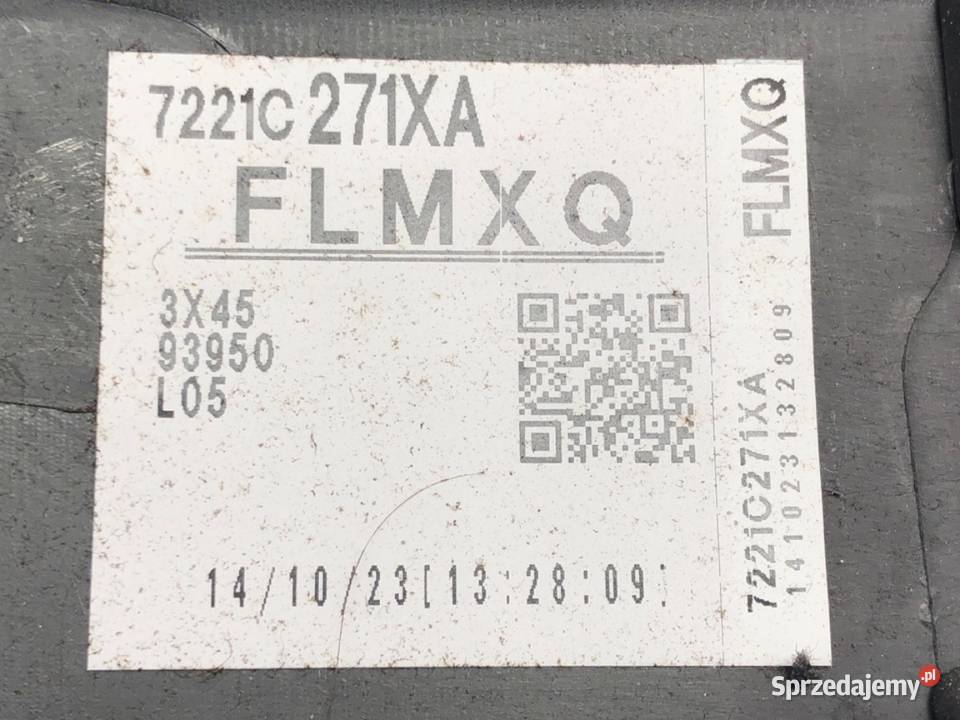 7221C 271XA
FLMXQ
3X45
93950
L05
14/10/23[13:28:09]
FLMXQ
7221C271XA
141023132809
Sprzedajemy.pl